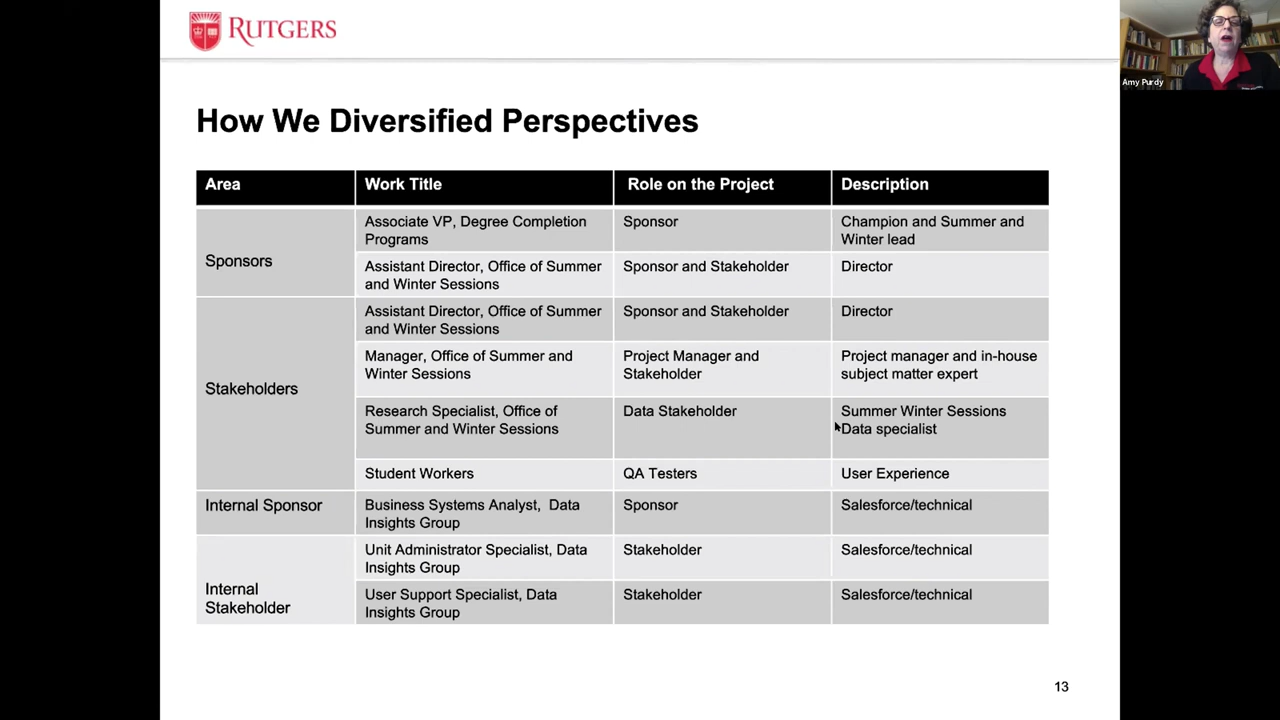 RUTGERS
Amy Purdy
How We Diversified Perspectives
Area
Work Title
Role on the Project
Description
Sponsors
Associate VP, Degree Completion
Programs
Sponsor
Champion and Summer and
Winter lead
Assistant Director, Office of Summer
and Winter Sessions
Sponsor and Stakeholder
Director
Stakeholders
Assistant Director, Office of Summer
and Winter Sessions
Sponsor and Stakeholder
Director
Manager, Office of Summer and
Winter Sessions
Project Manager and
Stakeholder
Project manager and in-house
subject matter expert
Research Specialist, Office of
Summer and Winter Sessions
Data Stakeholder
Summer Winter Sessions
Data specialist
Student Workers
QA Testers
User Experience
Internal Sponsor
Business Systems Analyst, Data
Insights Group
Sponsor
Salesforce/technical
Internal
Stakeholder
Unit Administrator Specialist, Data
Insights Group
Stakeholder
Salesforce/technical
User Support Specialist, Data
Insights Group
Stakeholder
Salesforce/technical
13